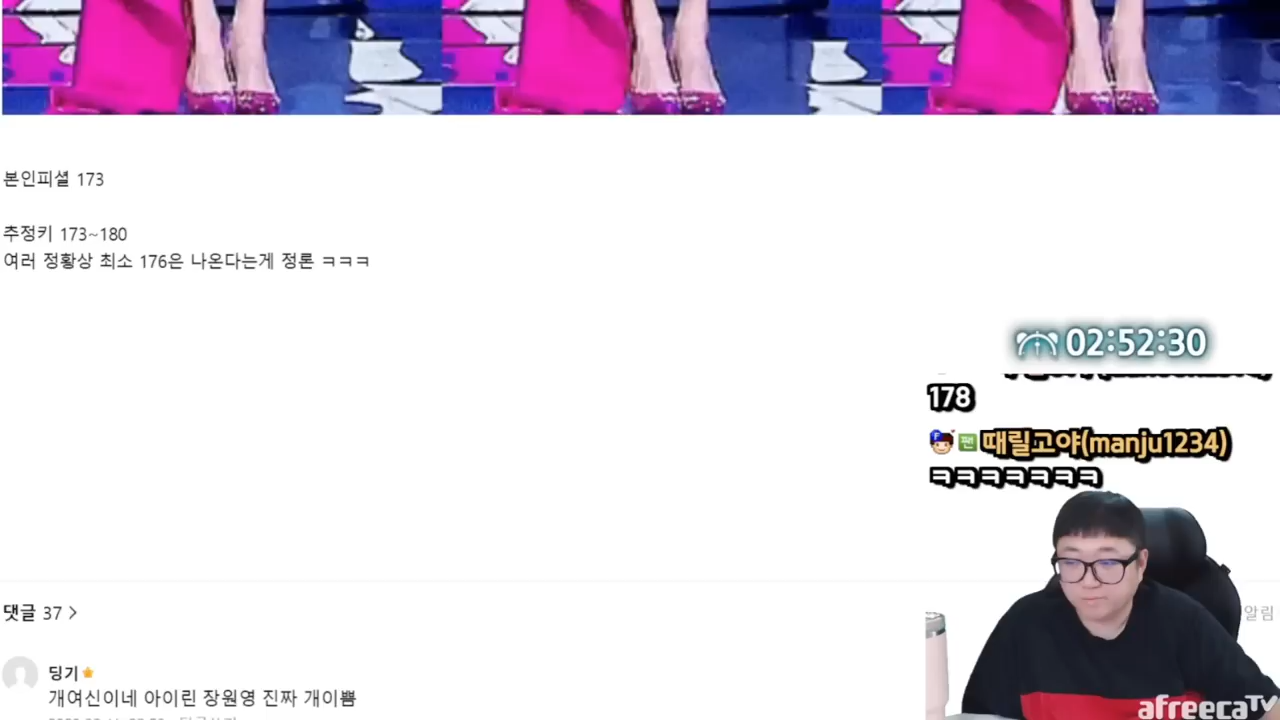 본인피셜 173
추정키 173~180
여러 정황상 최소 176은 나온다는게 정론 ㅋㅋㅋ
02:52:30
178
팬 때릴고야(manju1234)
ㅋㅋㅋㅋㅋㅋㅋ
댓글 37 >
알림
딩기
개여신이네 아이린 장원영 진짜 개이쁨
afreecaTV